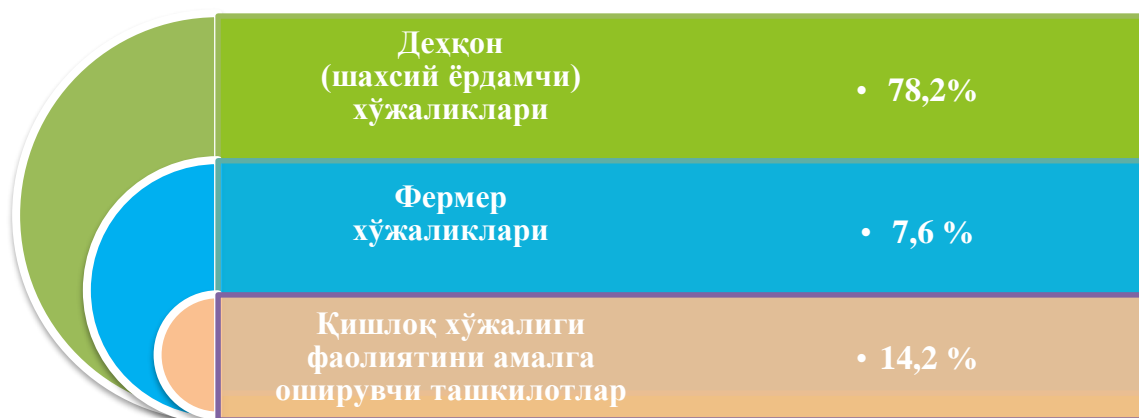 Деҳқон
(шахсий ёрдамчи)
хўжаликлари
• 78,2%
Фермер
хўжаликлари
• 7,6 %
Қишлоқ хўжалиги
фаолиятини амалга
оширувчи ташкилотлар
• 14,2 %